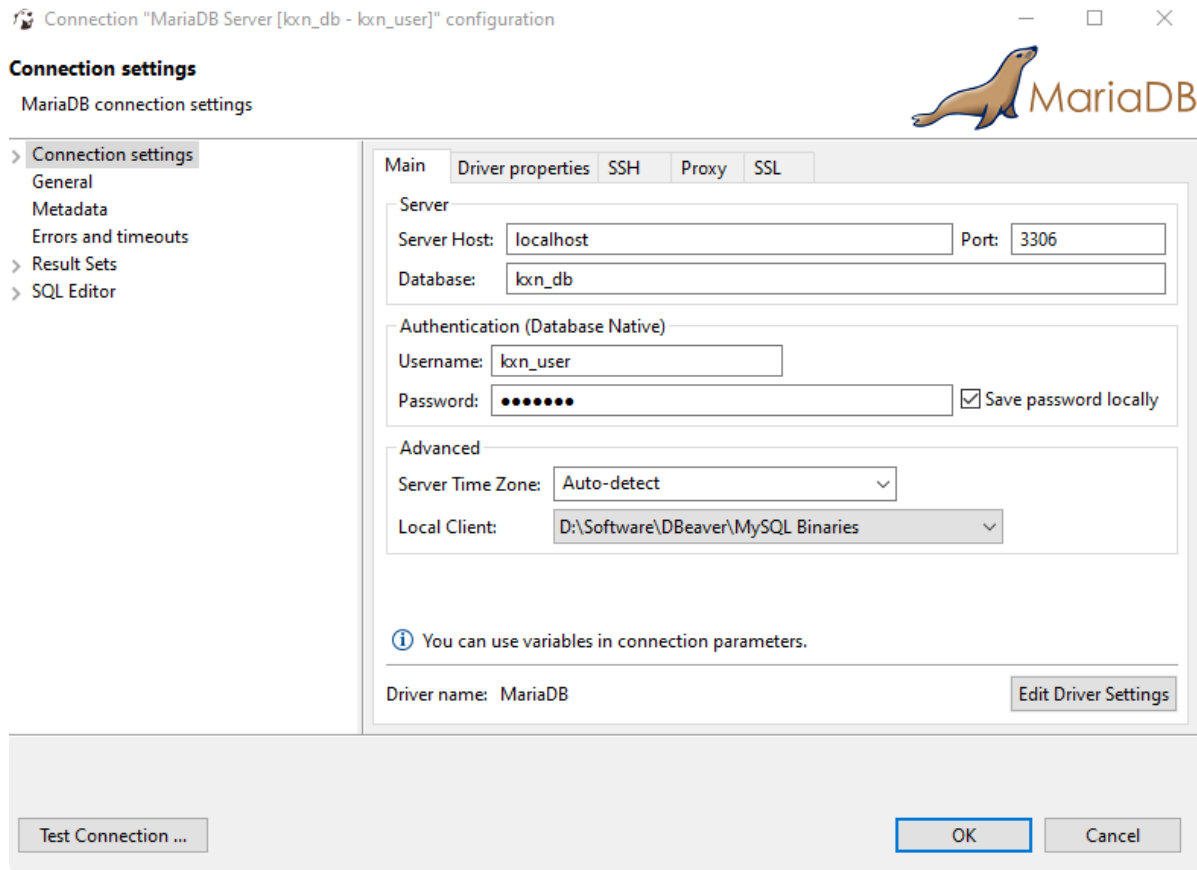 Connection "MariaDB Server [kxn_db - kxn_user]" configuration
Connection settings
MariaDB connection settings
MariaDB
Connection settings
General
Metadata
Errors and timeouts
Result Sets
SQL Editor
Main Driver properties SSH Proxy SSL
Server
Server Host: localhost Port: 3306
Database: kxn_db
Authentication (Database Native)
Username: kxn_user
Password: ••••••• Save password locally
Advanced
Server Time Zone: Auto-detect
Local Client: D:\Software\DBeaver\MySQL Binaries
You can use variables in connection parameters.
Driver name: MariaDB Edit Driver Settings
Test Connection ... OK Cancel